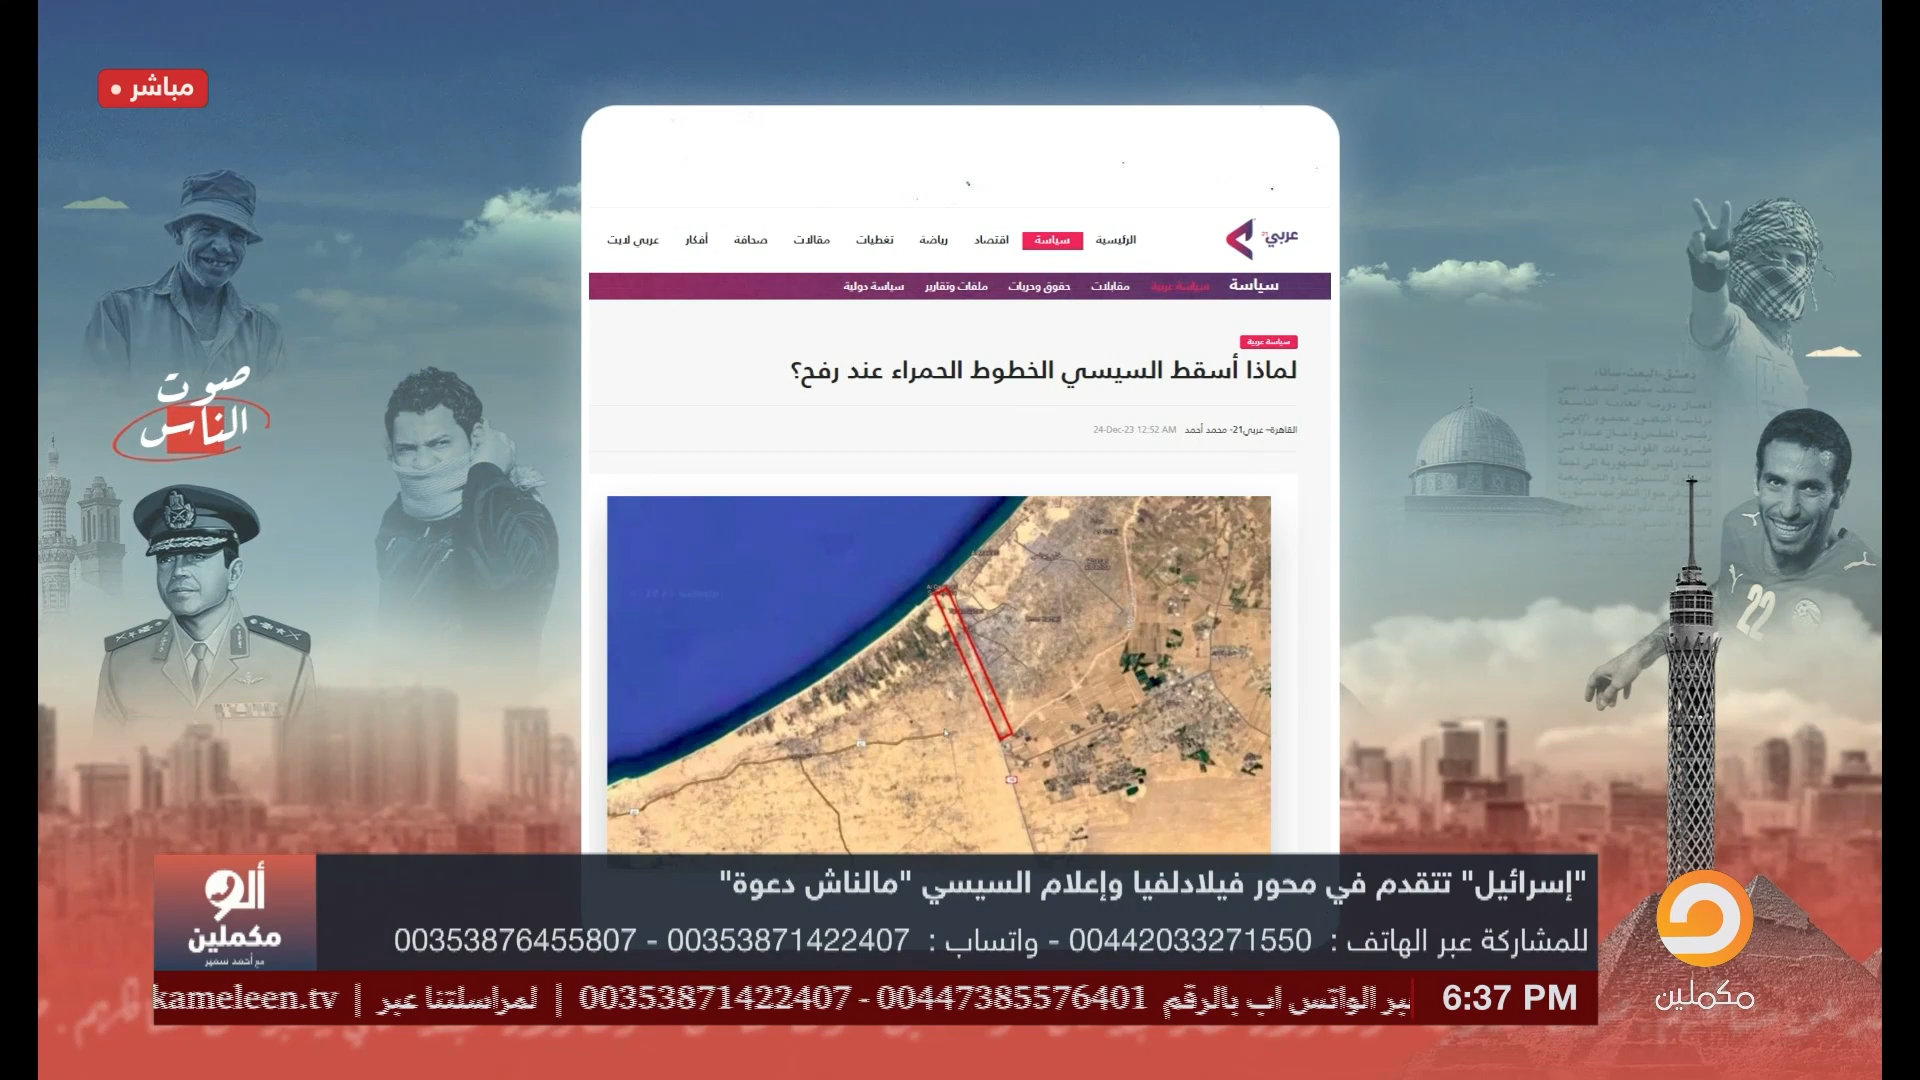 مباشر
عربي21
الرئيسية سياسة اقتصاد رياضة تغطيات مقالات صحافة أفكار عربي لايت
سياسة سياسة عربية مقابلات حقوق وحريات ملفات وتقارير سياسة دولية
سياسة عربية
لماذا أسقط السيسي الخطوط الحمراء عند رفح؟
القاهرة- عربي21- محمد أحمد 24-Dec-23 12:52 AM
صوت
الناس
22
"إسرائيل" تتقدم في محور فيلادلفيا وإعلام السيسي "مالناش دعوة"
للمشاركة عبر الهاتف : 00442033271550 - واتساب : 00353871422407 - 00353876455807
ألو
مكملين
مع أحمد سمير
6:37 PM
بر الواتس اب بالرقم 00447385576401 - 00353871422407 | لمراسلتنا عبر | kameleen.tv
مكملين